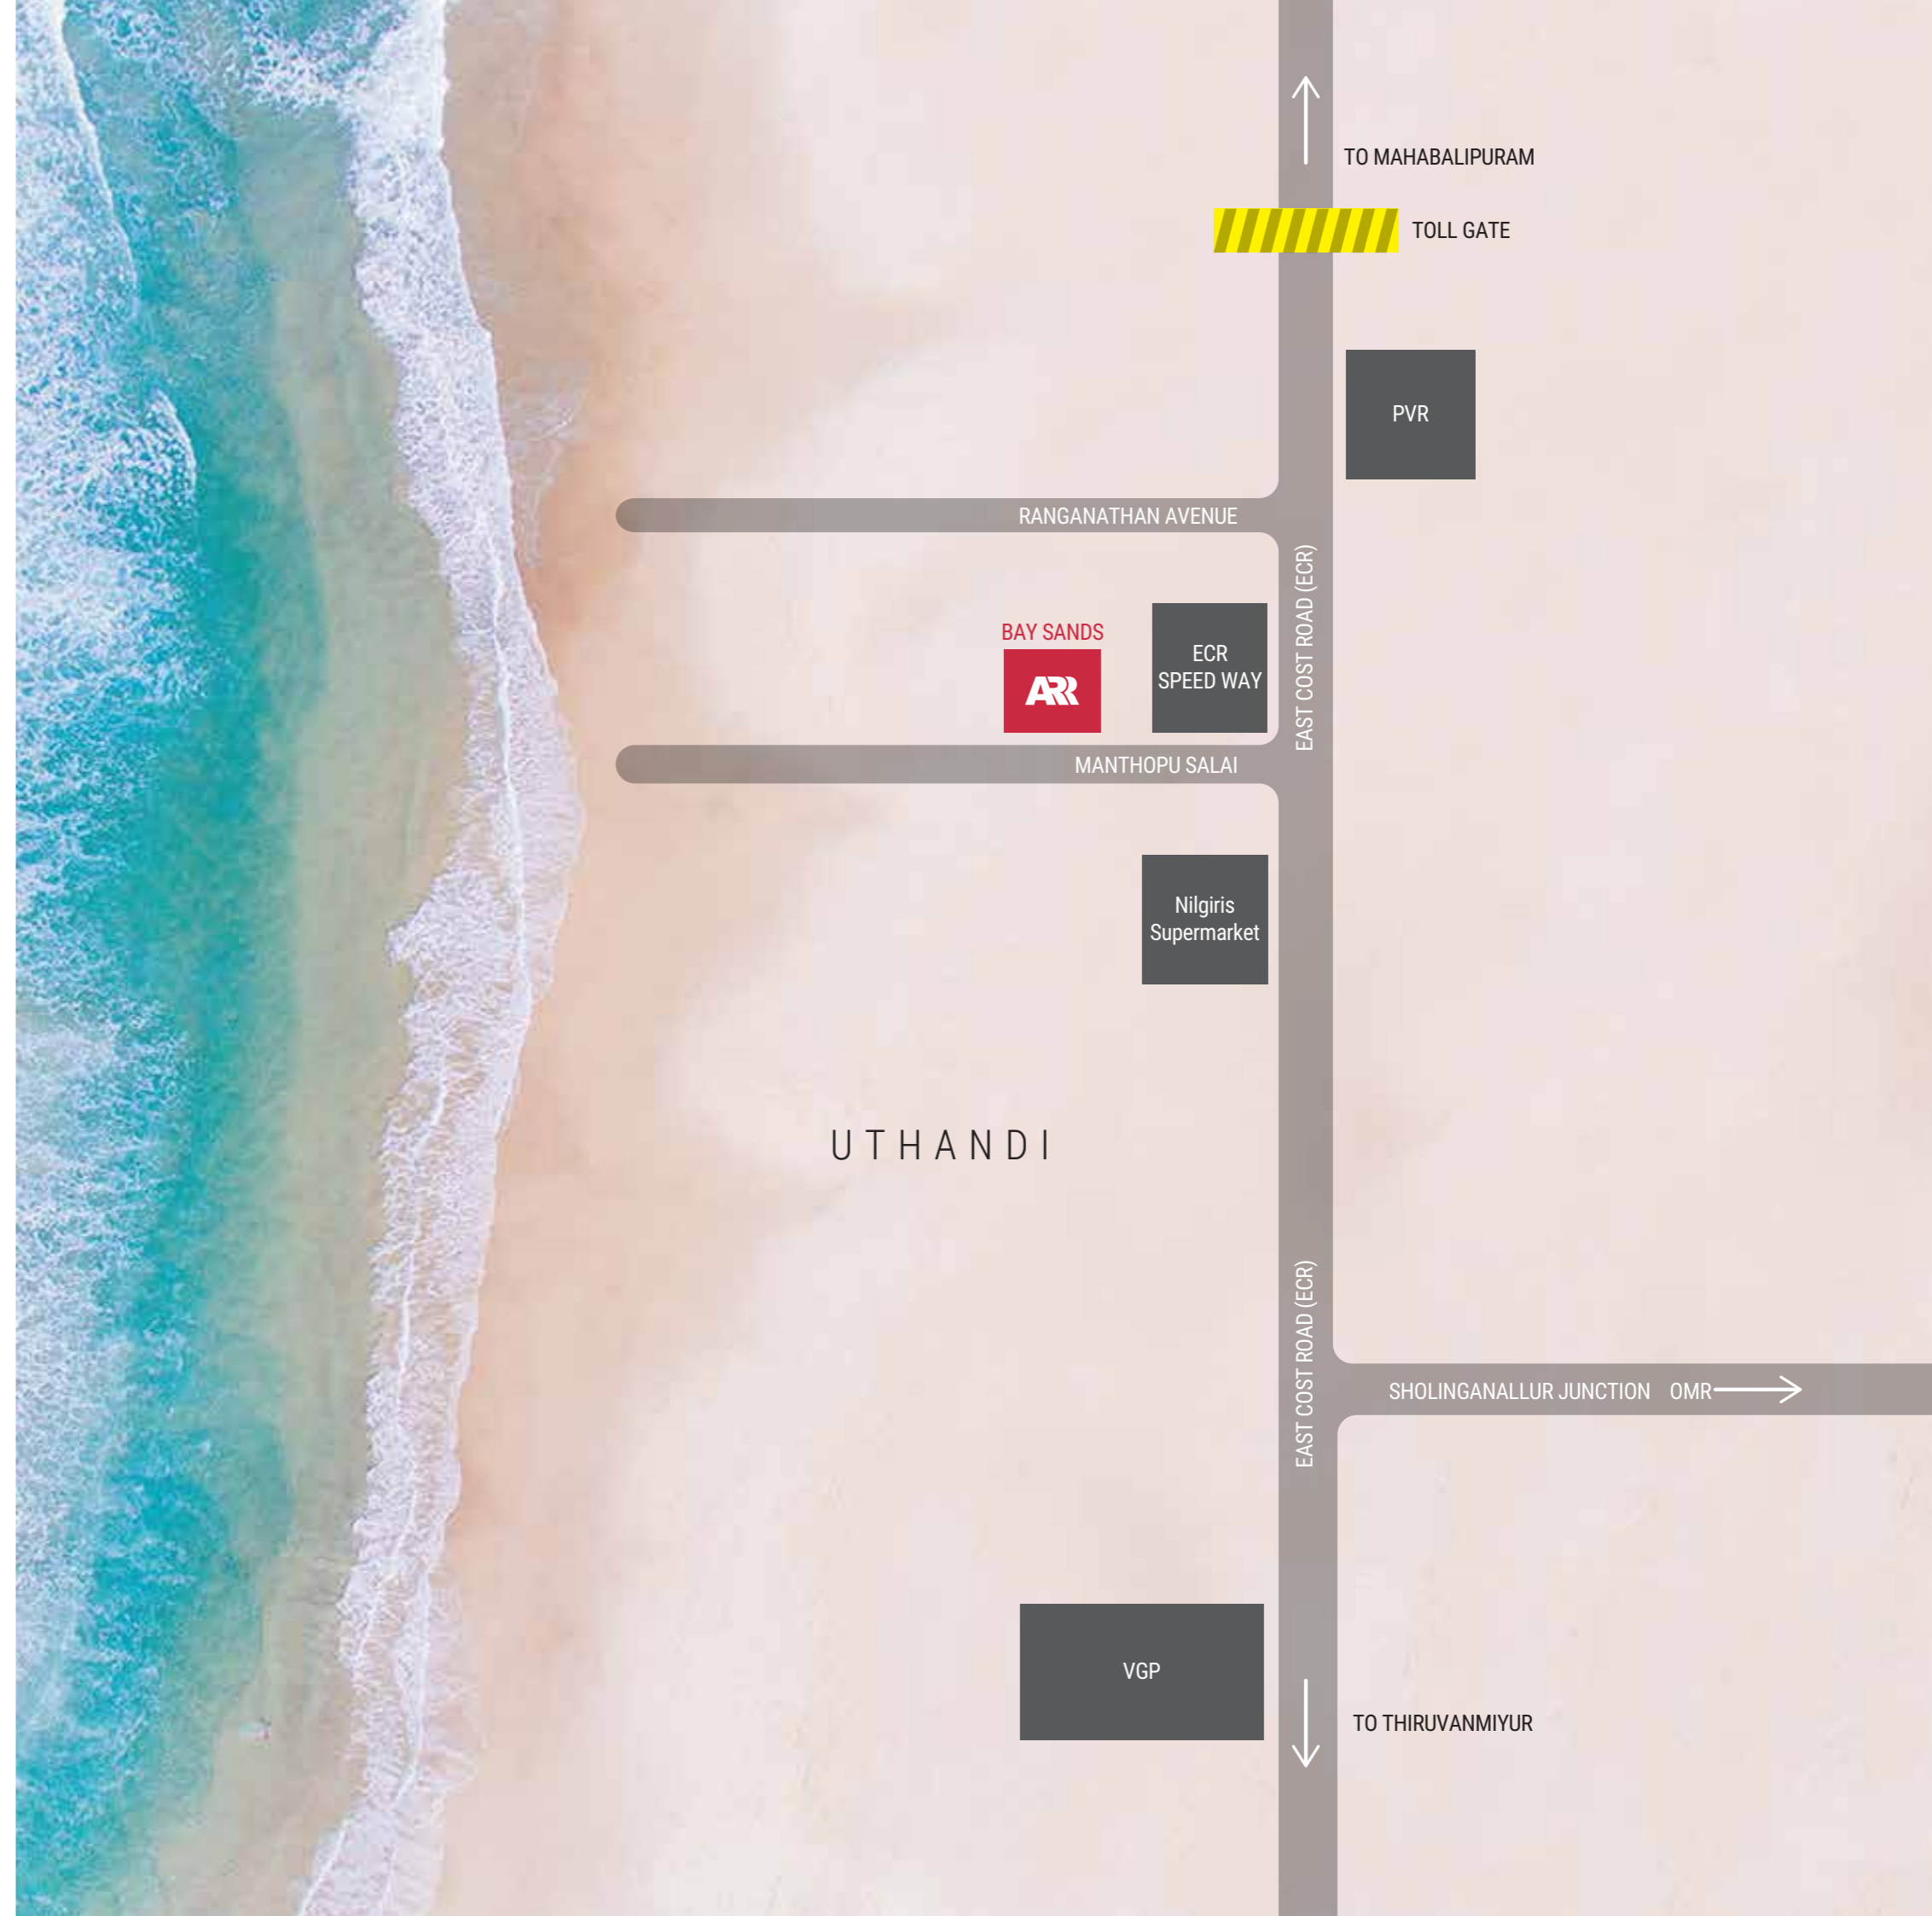 TO MAHABALIPURAM
TOLL GATE
PVR
RANGANATHAN AVENUE
EAST COST ROAD (ECR)
BAY SANDS
ARR
ECR
SPEED WAY
MANTHOPU SALAI
Nilgiris
Supermarket
UTHANDI
EAST COST ROAD (ECR)
SHOLINGANALLUR JUNCTION OMR
VGP
TO THIRUVANMIYUR